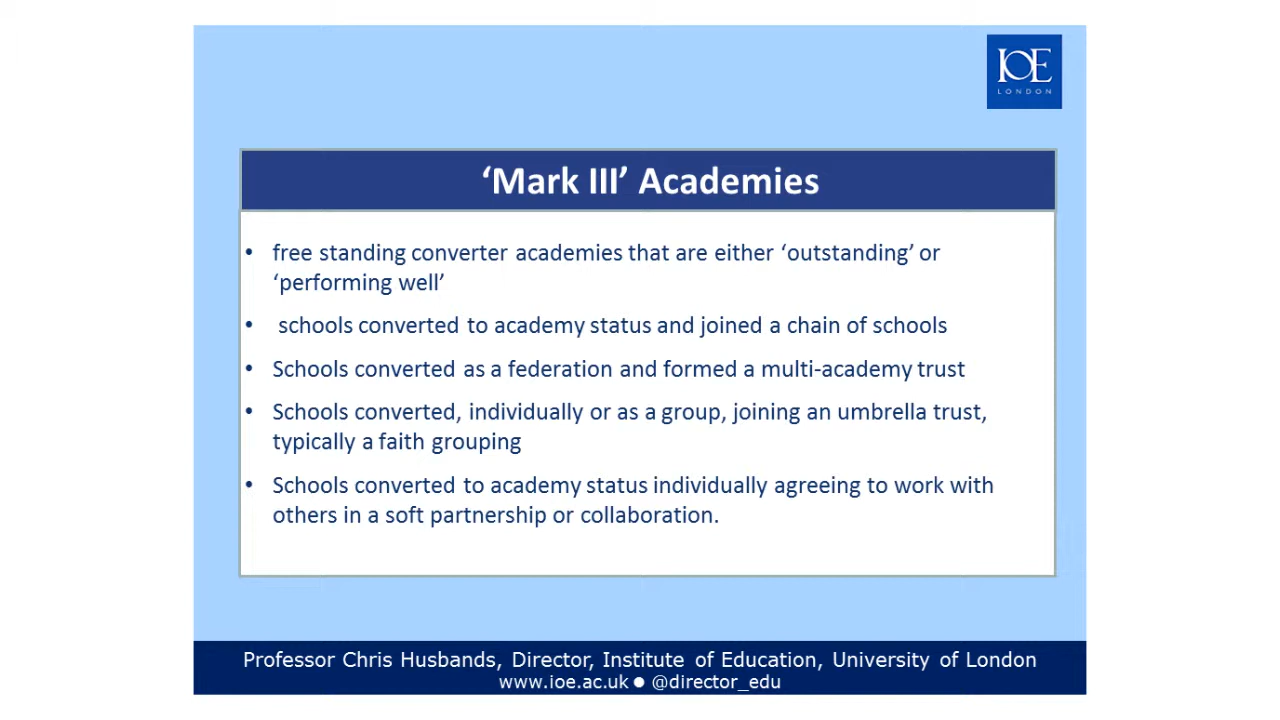 IOE
LONDON
‘Mark III’ Academies
• free standing converter academies that are either ‘outstanding’ or
‘performing well’
• schools converted to academy status and joined a chain of schools
• Schools converted as a federation and formed a multi-academy trust
• Schools converted, individually or as a group, joining an umbrella trust,
typically a faith grouping
• Schools converted to academy status individually agreeing to work with
others in a soft partnership or collaboration.
Professor Chris Husbands, Director, Institute of Education, University of London
www.ioe.ac.uk ● @director_edu